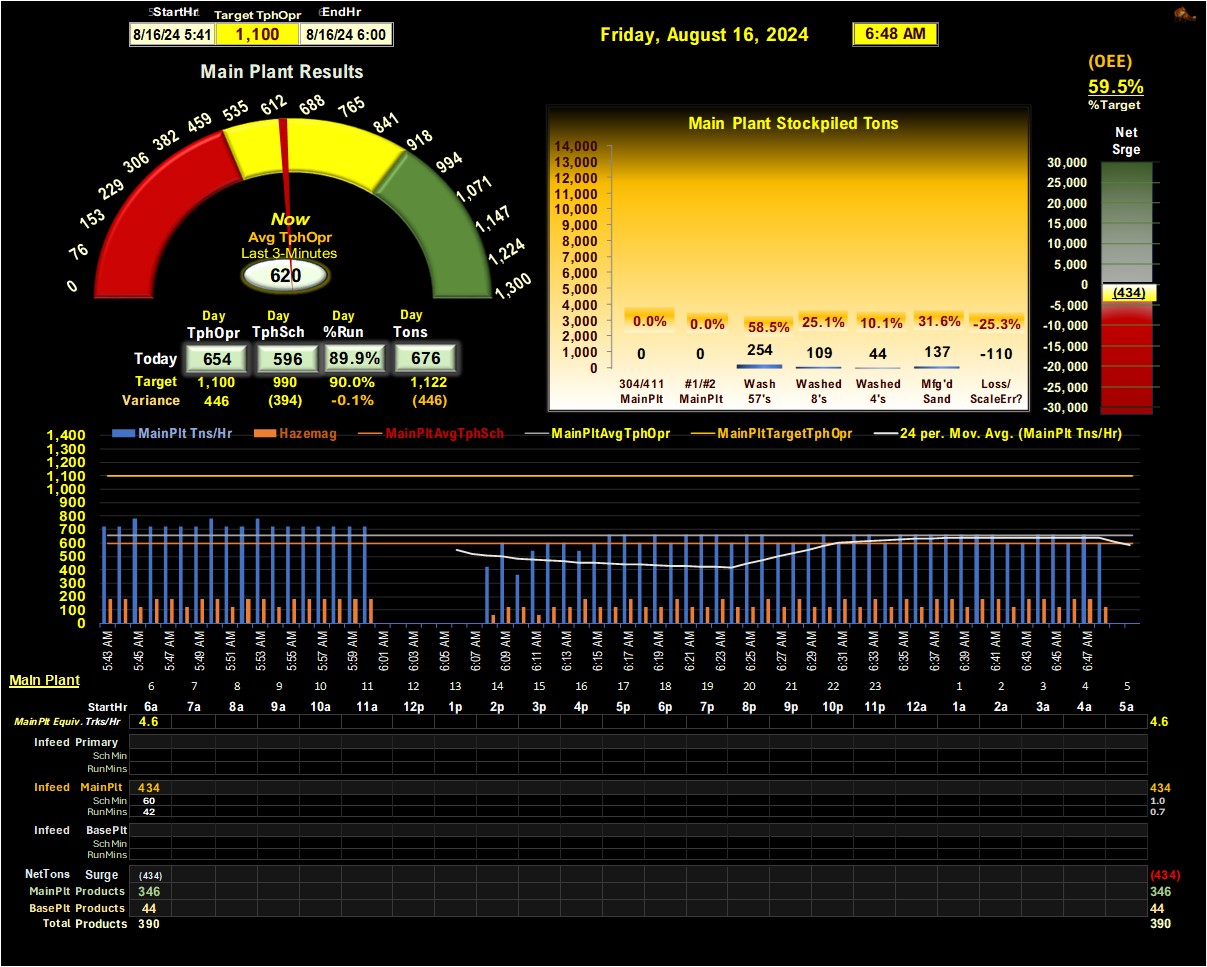 StartHr Target TphOpr EndHr
8/16/24 5:41 1,100 8/16/24 6:00
Friday, August 16, 2024 6:48 AM
(OEE)
59.5%
%Target
Main Plant Results
0 76 153 229 306 382 459 535 612 688 765 841 918 994 1,071 1,147 1,224 1,300
Now
Avg TphOpr
Last 3-Minutes
620
Day Day Day Day
TphOpr TphSch %Run Tons
Today 654 596 89.9% 676
Target 1,100 990 90.0% 1,122
Variance 446 (394) -0.1% (446)
Main Plant Stockpiled Tons
14,000
13,000
12,000
11,000
10,000
9,000
8,000
7,000
6,000
5,000
4,000
3,000
2,000
1,000
0
0.0% 0.0% 58.5% 25.1% 10.1% 31.6% -25.3%
0 0 254 109 44 137 -110
304/411 #1/#2 Wash Washed Washed Mfg'd Loss/
MainPlt MainPlt 57's 8's 4's Sand ScaleErr?
Net
Srge
30,000
25,000
20,000
15,000
10,000
5,000
0
(434)
-5,000
-10,000
-15,000
-20,000
-25,000
-30,000
MainPlt Tns/Hr Hazemag MainPltAvgTphSch MainPltAvgTphOpr MainPltTargetTphOpr 24 per. Mov. Avg. (MainPlt Tns/Hr)
1,400
1,300
1,200
1,100
1,000
900
800
700
600
500
400
300
200
100
0
5:43 AM 5:45 AM 5:47 AM 5:49 AM 5:51 AM 5:53 AM 5:55 AM 5:57 AM 5:59 AM 6:01 AM 6:03 AM 6:05 AM 6:07 AM 6:09 AM 6:11 AM 6:13 AM 6:15 AM 6:17 AM 6:19 AM 6:21 AM 6:23 AM 6:25 AM 6:27 AM 6:29 AM 6:31 AM 6:33 AM 6:35 AM 6:37 AM 6:39 AM 6:43 AM 6:45 AM 6:47 AM
Main Plant
6 7 8 9 10 11 12 13 14 15 16 17 18 19 20 21 22 23 1 2 3 4 5
StartHr 6a 7a 8a 9a 10a 11a 12p 1p 2p 3p 4p 5p 6p 7p 8p 9p 10p 11p 12a 1a 2a 3a 4a 5a
MainPlt Equiv. Trks/Hr 4.6 4.6
Infeed Primary
Sch Min
RunMins
Infeed MainPlt 434 434
Sch Min 60 1.0
RunMins 42 0.7
Infeed BasePlt
Sch Min
RunMins
NetTons Surge (434) (434)
MainPlt Products 346 346
BasePlt Products 44 44
Total Products 390 390